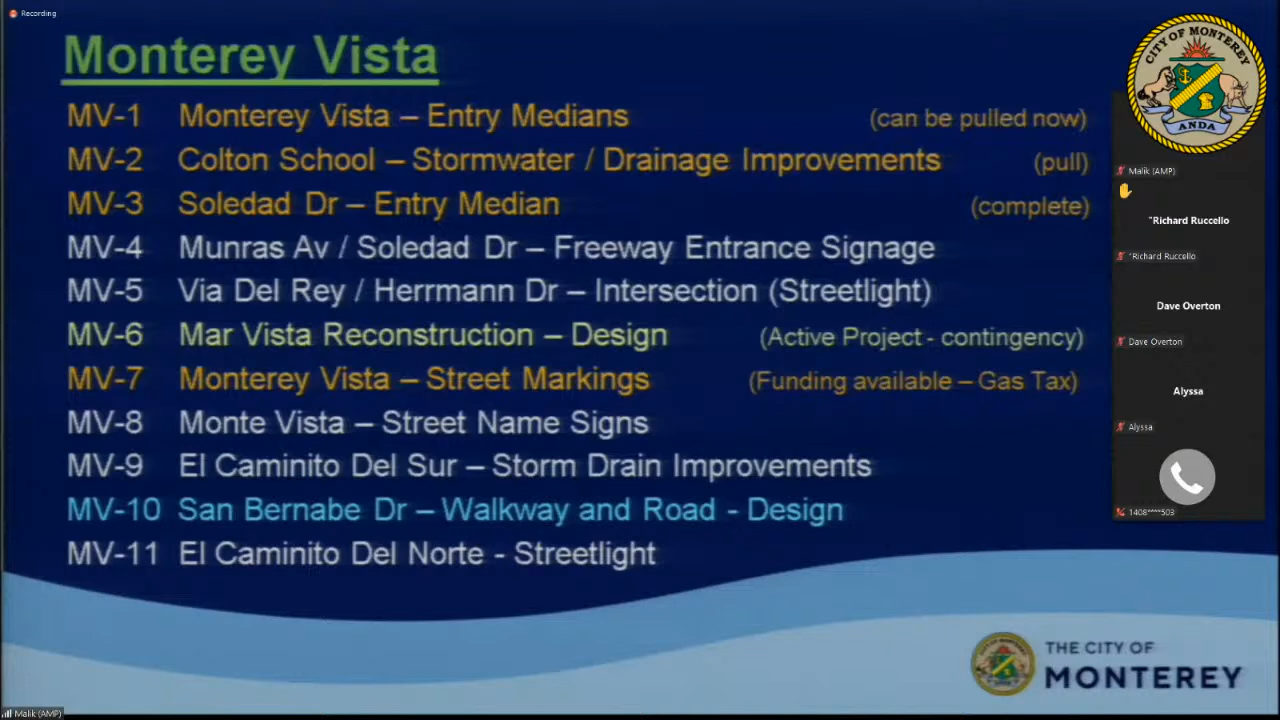 Recording
Monterey Vista
MV-1 Monterey Vista – Entry Medians (can be pulled now)
MV-2 Colton School – Stormwater / Drainage Improvements (pull)
MV-3 Soledad Dr – Entry Median (complete)
MV-4 Munras Av / Soledad Dr – Freeway Entrance Signage
MV-5 Via Del Rey / Herrmann Dr – Intersection (Streetlight)
MV-6 Mar Vista Reconstruction – Design (Active Project - contingency)
MV-7 Monterey Vista – Street Markings (Funding available – Gas Tax)
MV-8 Monte Vista – Street Name Signs
MV-9 El Caminito Del Sur – Storm Drain Improvements
MV-10 San Bernabe Dr – Walkway and Road - Design
MV-11 El Caminito Del Norte - Streetlight
CITY OF MONTEREY
ANDA
Malik (AMP)
"Richard Ruccello
"Richard Ruccello
Dave Overton
Dave Overton
Alyssa
Alyssa
1408****503
THE CITY OF
MONTEREY
Malik (AMP)